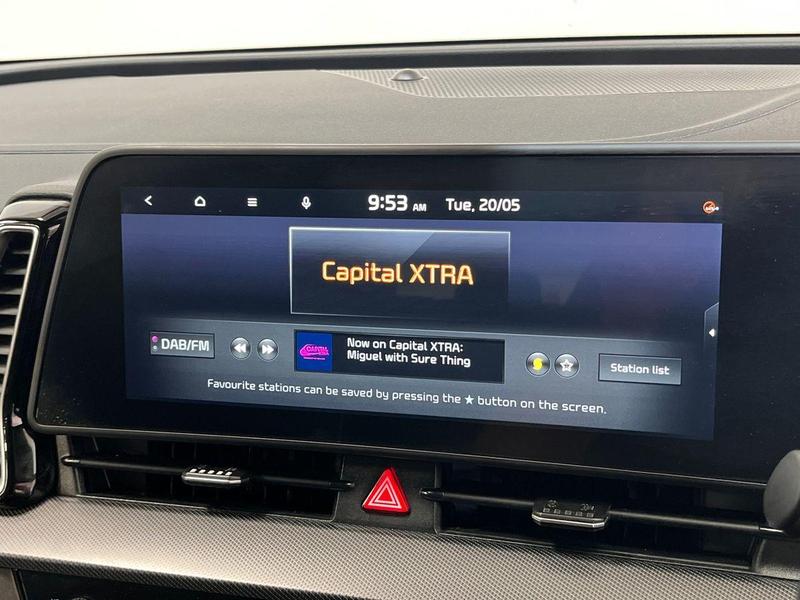 9:53 AM Tue, 20/05
Capital XTRA
DAB/FM
Now on Capital XTRA:
Miguel with Sure Thing
Station list
Favourite stations can be saved by pressing the ★ button on the screen.